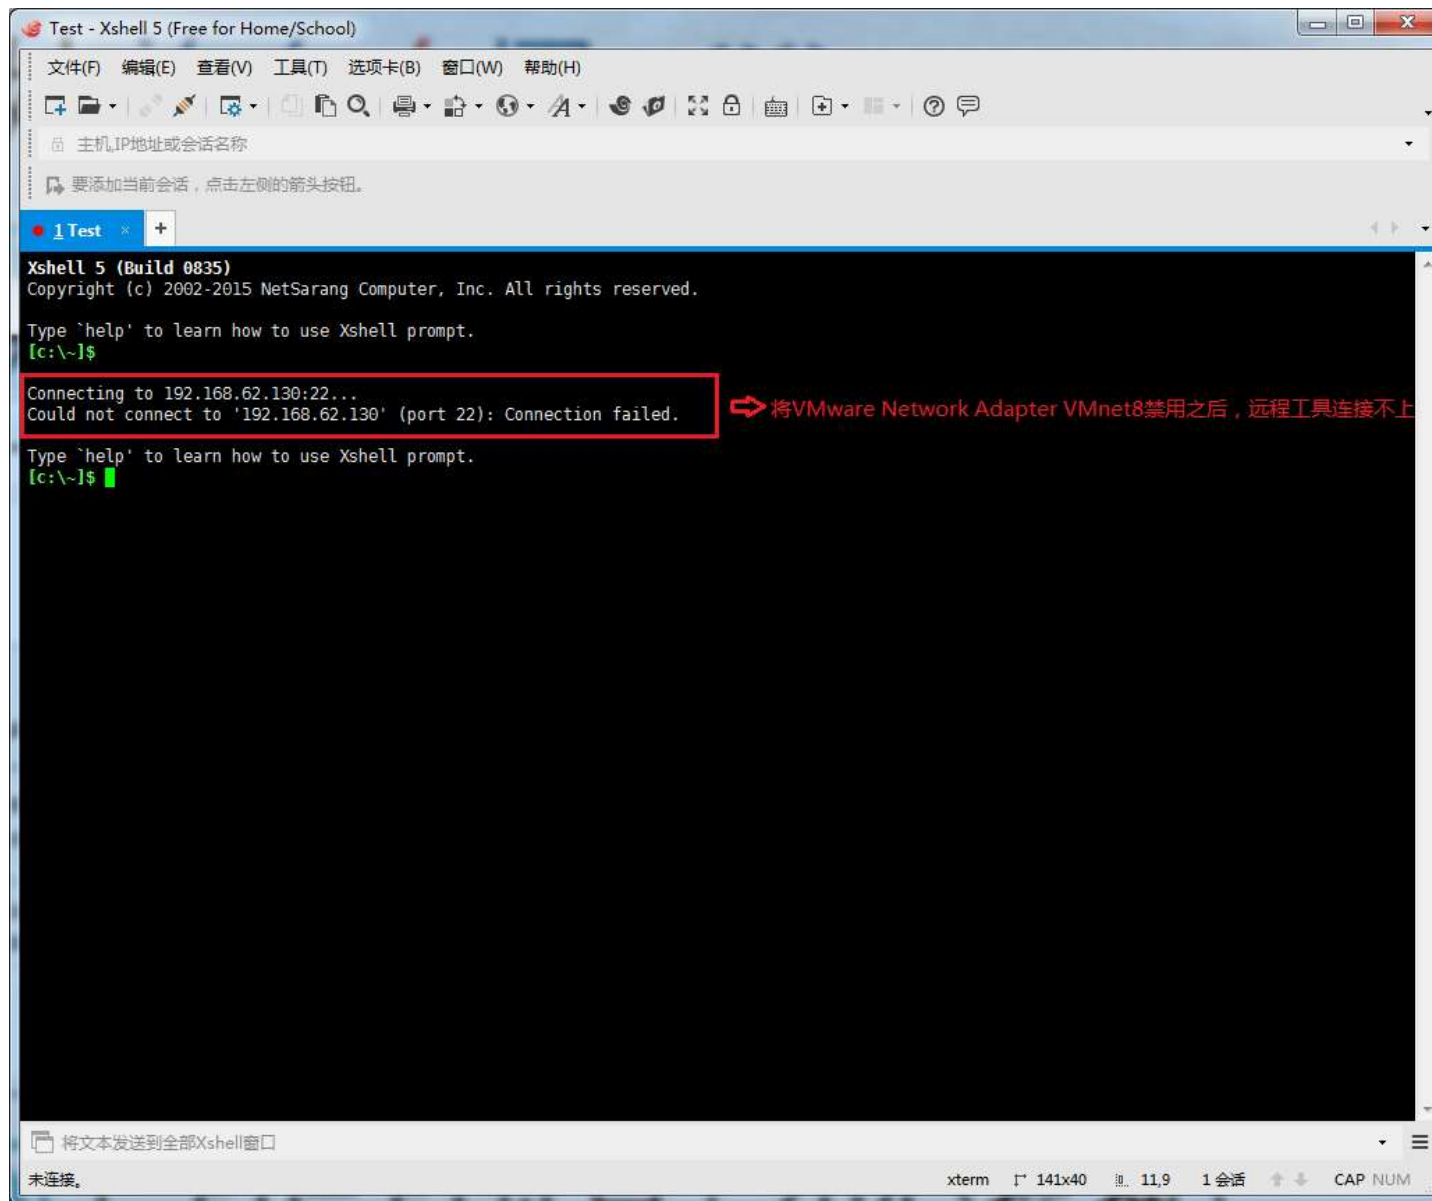 Test - Xshell 5 (Free for Home/School)
文件(F) 编辑(E) 查看(V) 工具(T) 选项卡(B) 窗口(W) 帮助(H)
主机,IP地址或会话名称
要添加当前会话，点击左侧的箭头按钮。
1 Test × +
Xshell 5 (Build 0835)
Copyright (c) 2002-2015 NetSarang Computer, Inc. All rights reserved.
Type `help' to learn how to use Xshell prompt.
[c:\~]$
Connecting to 192.168.62.130:22...
Could not connect to '192.168.62.130' (port 22): Connection failed.
将VMware Network Adapter VMnet8禁用之后，远程工具连接不上
Type `help' to learn how to use Xshell prompt.
[c:\~]$
将文本发送到全部Xshell窗口
未连接。 xterm 141x40 11,9 1 会话 CAP NUM